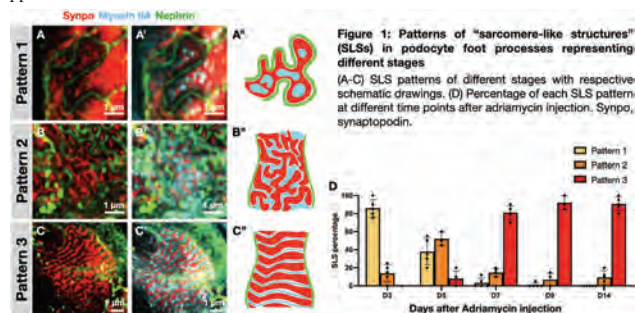 Synpo Myosin IIA Nephrin
Pattern 1
A
A'
A"
1 µm
1 µm
Pattern 2
B
B'
B"
1 µm
1 µm
Pattern 3
C
C'
C"
1 µm
1 µm
Figure 1: Patterns of “sarcomere-like structures”
(SLSs) in podocyte foot processes representing
different stages
(A-C) SLS patterns of different stages with respective
schematic drawings. (D) Percentage of each SLS pattern
at different time points after adriamycin injection. Synpo,
synaptopodin.
Pattern 1
Pattern 2
Pattern 3
D
SLS percentage
100
80
60
40
20
0
D3
D5
D7
D9
D14
Days after Adriamycin injection